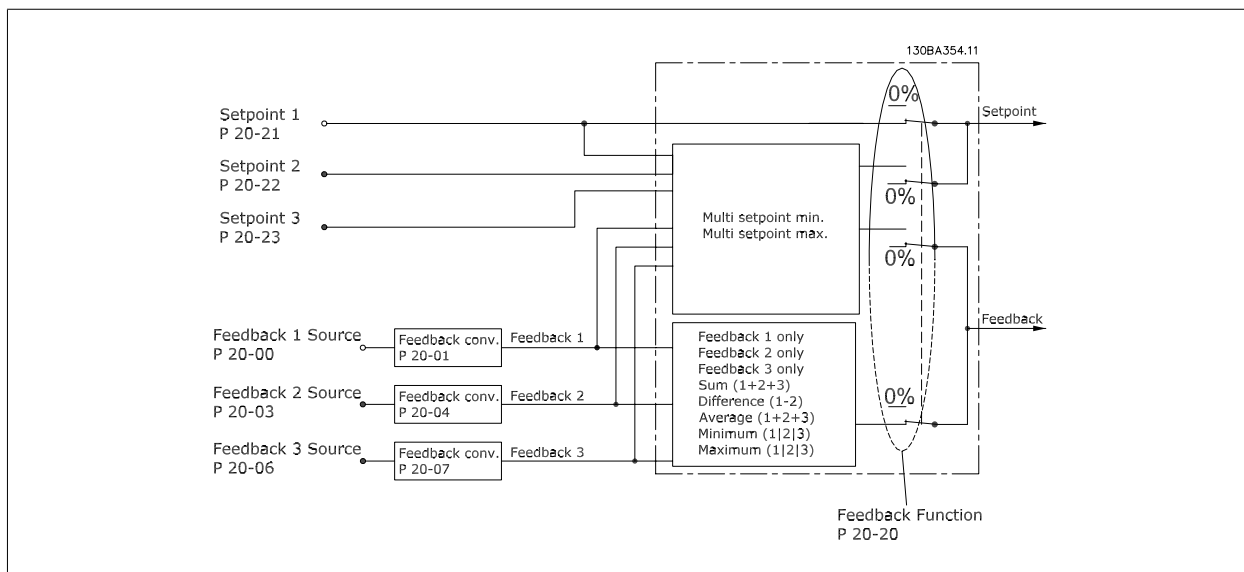 130BA354.11
0%
Setpoint 1
P 20-21
Setpoint
Setpoint 2
P 20-22
0%
Setpoint 3
P 20-23
Multi setpoint min.
Multi setpoint max.
0%
Feedback
Feedback 1 Source
P 20-00
Feedback conv.
P 20-01
Feedback 1
Feedback 2 Source
P 20-03
Feedback conv.
P 20-04
Feedback 2
Feedback 3 Source
P 20-06
Feedback conv.
P 20-07
Feedback 3
Feedback 1 only
Feedback 2 only
Feedback 3 only
Sum (1+2+3)
Difference (1-2)
Average (1+2+3)
Minimum (1|2|3)
Maximum (1|2|3)
0%
Feedback Function
P 20-20